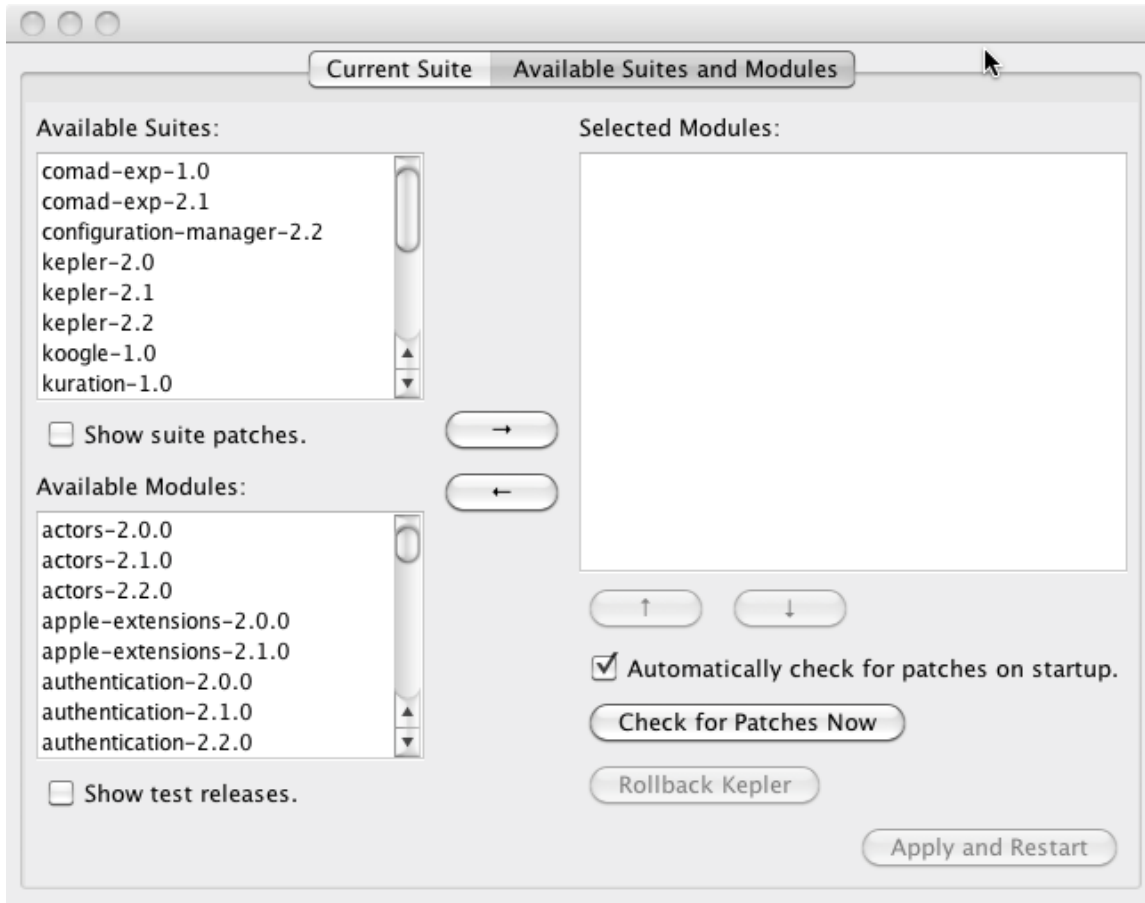 Current Suite
Available Suites and Modules
Available Suites:
comad-exp-1.0
comad-exp-2.1
configuration-manager-2.2
kepler-2.0
kepler-2.1
kepler-2.2
koogle-1.0
kuration-1.0
Show suite patches.
Available Modules:
actors-2.0.0
actors-2.1.0
actors-2.2.0
apple-extensions-2.0.0
apple-extensions-2.1.0
authentication-2.0.0
authentication-2.1.0
authentication-2.2.0
Show test releases.
→
←
Selected Modules:
↑
↓
Automatically check for patches on startup.
Check for Patches Now
Rollback Kepler
Apply and Restart